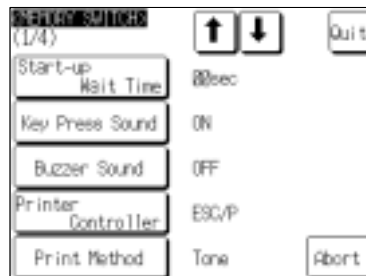 <MEMORY SWITCH>
(1/4)
Quit
Start-up
Wait Time
00sec
Key Press Sound
ON
Buzzer Sound
OFF
Printer
Controller
ESC/P
Print Method
Tone
Abort